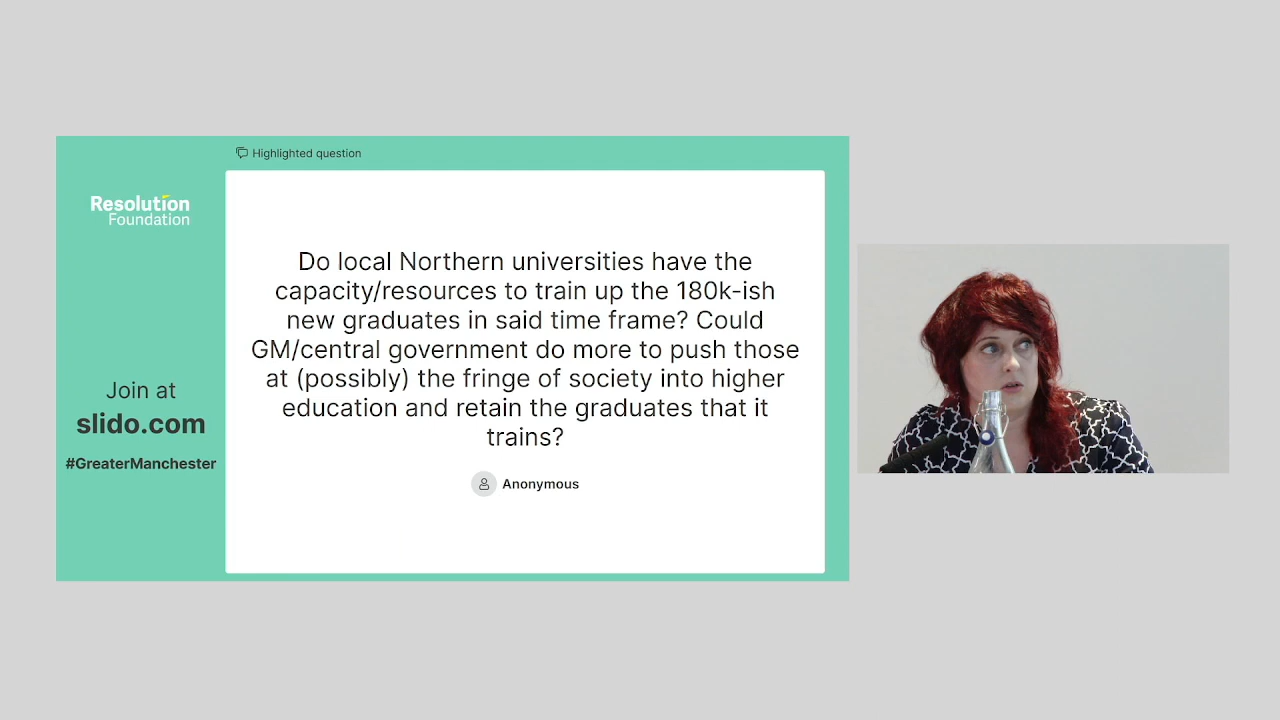 Highlighted question
Resolution
Foundation
Do local Northern universities have the
capacity/resources to train up the 180k-ish
new graduates in said time frame? Could
GM/central government do more to push those
at (possibly) the fringe of society into higher
education and retain the graduates that it
trains?
Anonymous
Join at
slido.com
#GreaterManchester